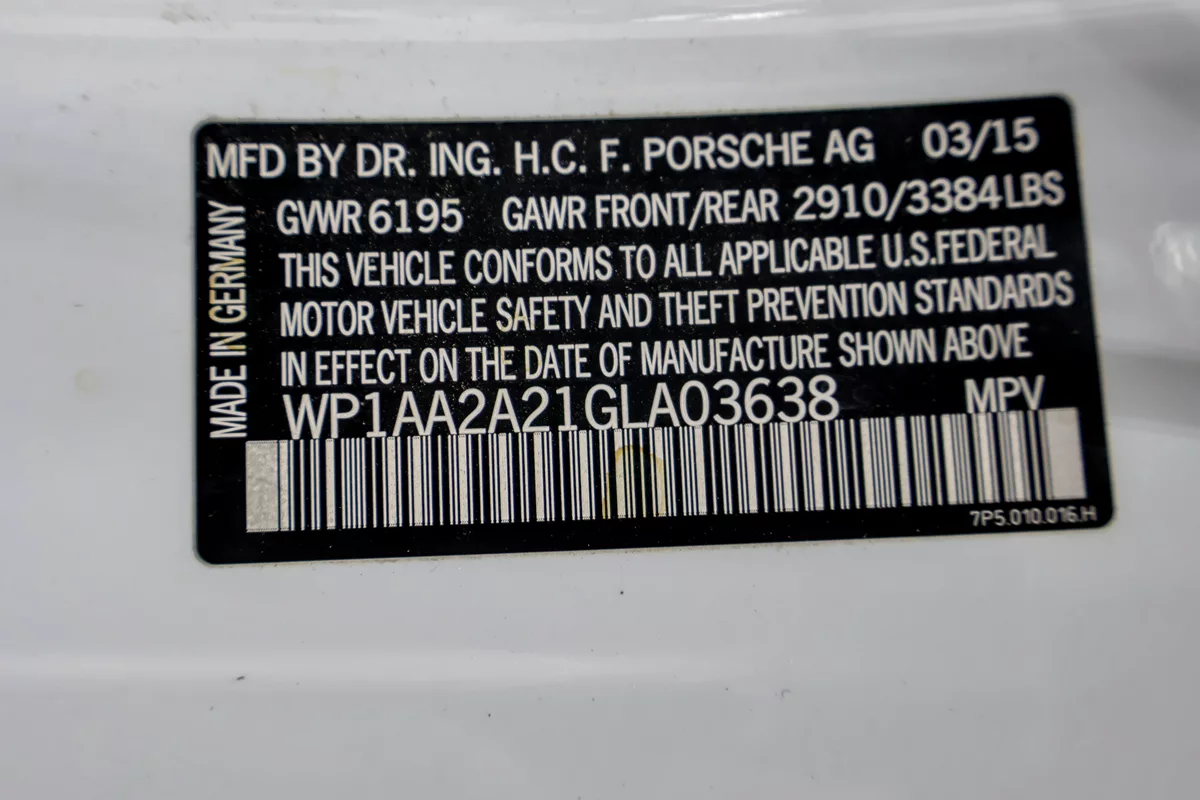 MFD BY DR. ING. H.C. F. PORSCHE AG 03/15
GVWR 6195 GAWR FRONT/REAR 2910/3384 LBS
THIS VEHICLE CONFORMS TO ALL APPLICABLE U.S.FEDERAL
MOTOR VEHICLE SAFETY AND THEFT PREVENTION STANDARDS
IN EFFECT ON THE DATE OF MANUFACTURE SHOWN ABOVE
WP1AA2A21GLA03638 MPV
7P5.010.016.H
MADE IN GERMANY